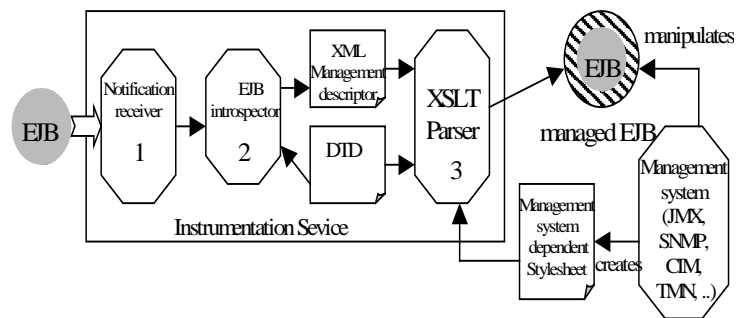 EJB
Notification
receiver
1
EJB
introspector
2
XML
Management
descriptor
DTD
XSLT
Parser
3
Instrumentation Sevice
EJB
managed EJB
manipulates
Management
system
(JMX,
SNMP,
CIM,
TMN, ..)
creates
Management
system
dependent
Stylesheet